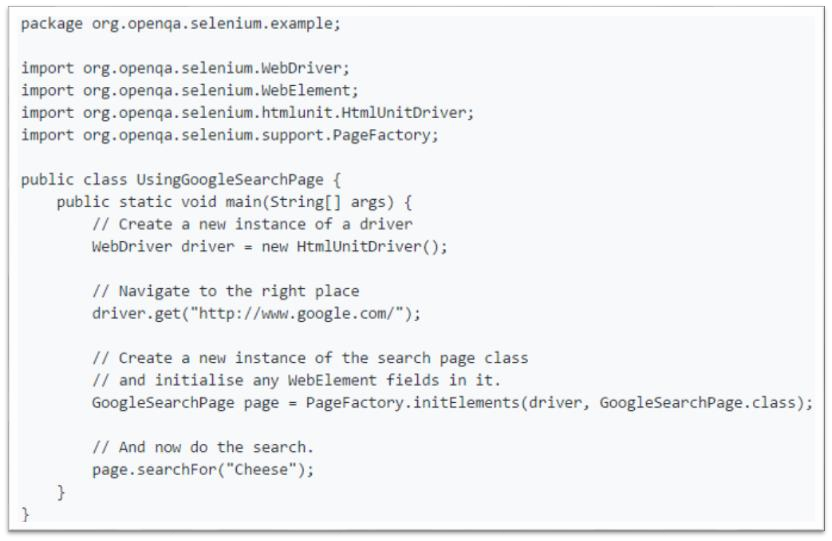 package org.openqa.selenium.example;

import org.openqa.selenium.WebDriver;
import org.openqa.selenium.WebElement;
import org.openqa.selenium.htmlunit.HtmlUnitDriver;
import org.openqa.selenium.support.PageFactory;

public class UsingGoogleSearchPage {
    public static void main(String[] args) {
        // Create a new instance of a driver
        WebDriver driver = new HtmlUnitDriver();

        // Navigate to the right place
        driver.get("http://www.google.com/");

        // Create a new instance of the search page class
        // and initialise any WebElement fields in it.
        GoogleSearchPage page = PageFactory.initElements(driver, GoogleSearchPage.class);

        // And now do the search.
        page.searchFor("Cheese");
    }
}